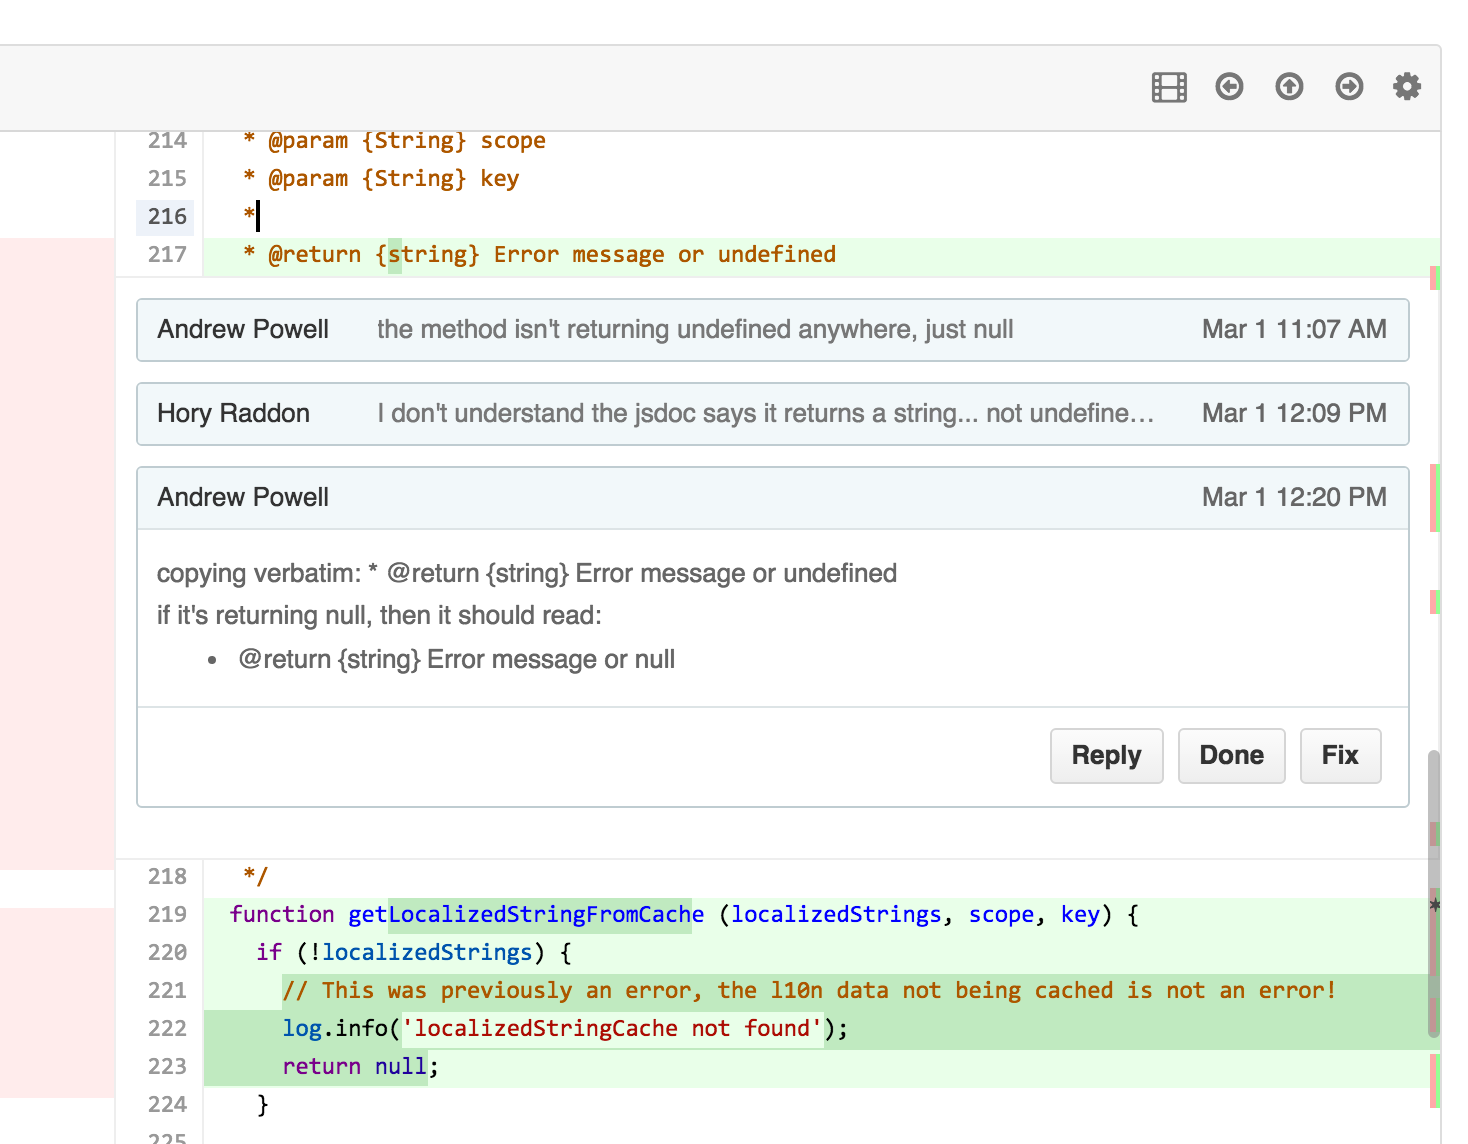 214 * @param {String} scope
215 * @param {String} key
216 *
217 * @return {string} Error message or undefined
Andrew Powell the method isn't returning undefined anywhere, just null Mar 1 11:07 AM
Hory Raddon I don't understand the jsdoc says it returns a string... not undefine… Mar 1 12:09 PM
Andrew Powell Mar 1 12:20 PM
copying verbatim: * @return {string} Error message or undefined
if it's returning null, then it should read:
• @return {string} Error message or null
Reply Done Fix
218 */
219 function getLocalizedStringFromCache (localizedStrings, scope, key) {
220 if (!localizedStrings) {
221 // This was previously an error, the l10n data not being cached is not an error!
222 log.info('localizedStringCache not found');
223 return null;
224 }
225